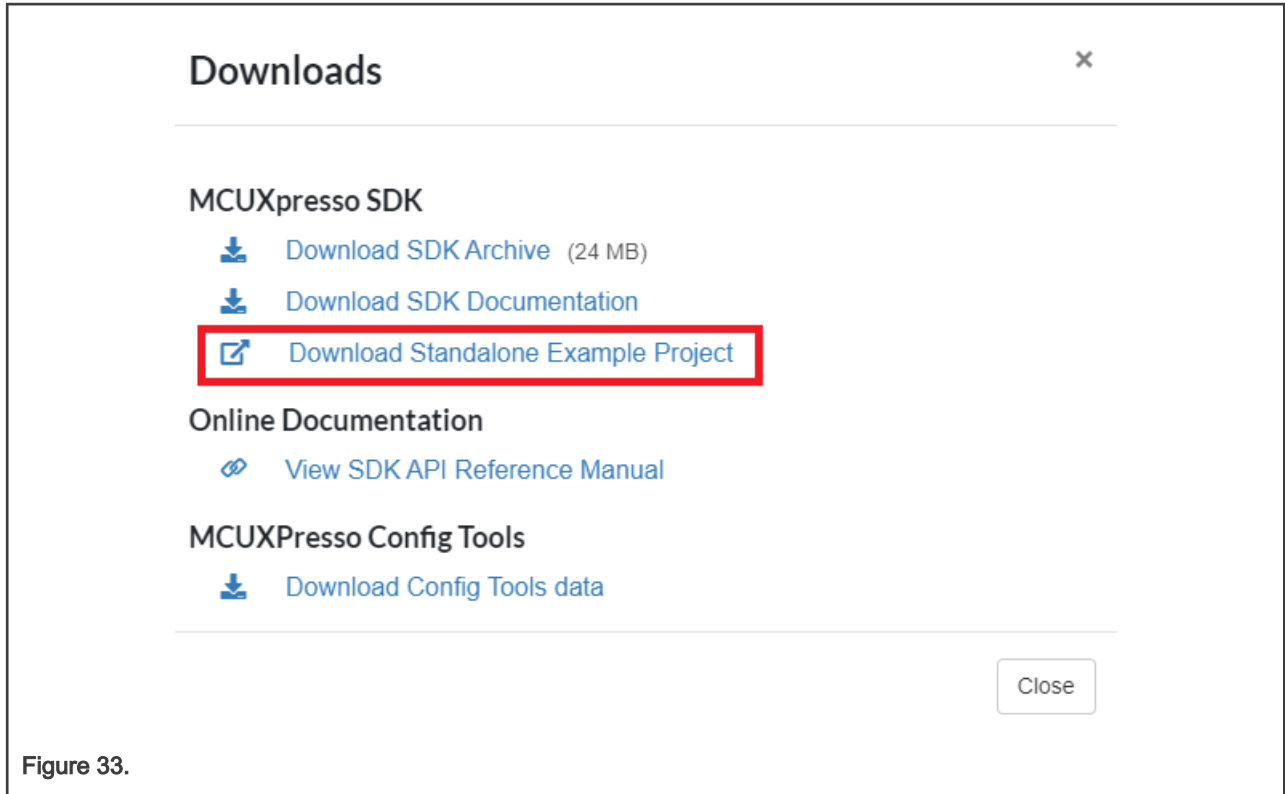 Downloads
×
MCUXpresso SDK
Download SDK Archive (24 MB)
Download SDK Documentation
Download Standalone Example Project
Online Documentation
View SDK API Reference Manual
MCUXPresso Config Tools
Download Config Tools data
Close
Figure 33.